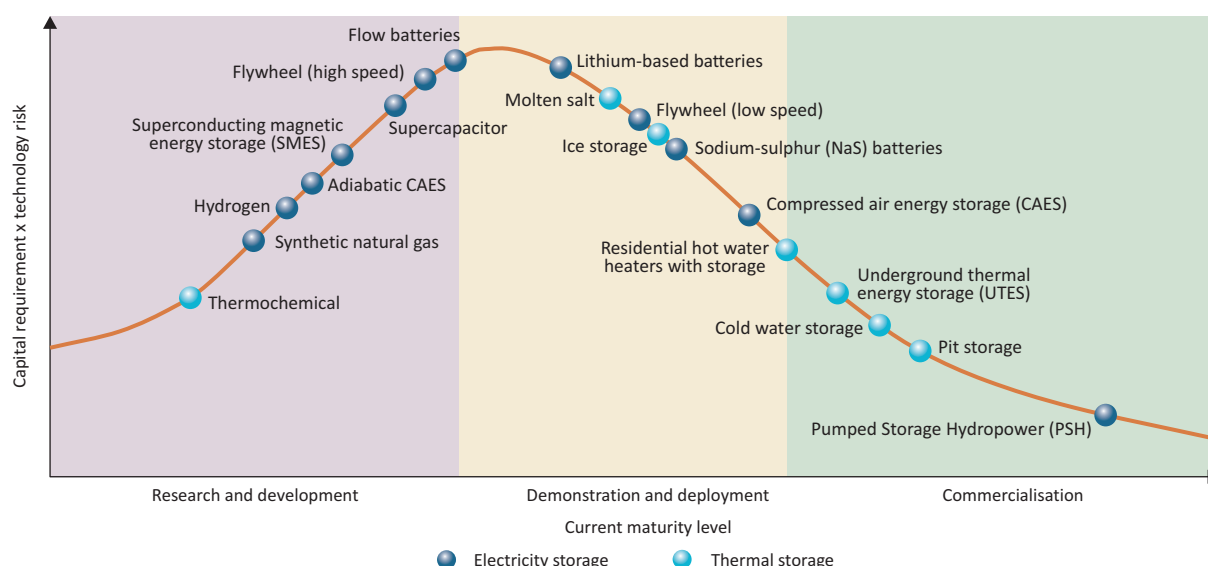 Flow batteries
Flywheel (high speed)
Lithium-based batteries
Molten salt
Flywheel (low speed)
Supercapacitor
Superconducting magnetic
energy storage (SMES)
Ice storage
Sodium-sulphur (NaS) batteries
Adiabatic CAES
Hydrogen
Compressed air energy storage (CAES)
Synthetic natural gas
Residential hot water
heaters with storage
Underground thermal
energy storage (UTES)
Thermochemical
Cold water storage
Pit storage
Pumped Storage Hydropower (PSH)
Capital requirement x technology risk
Research and development
Demonstration and deployment
Commercialisation
Current maturity level
Electricity storage
Thermal storage